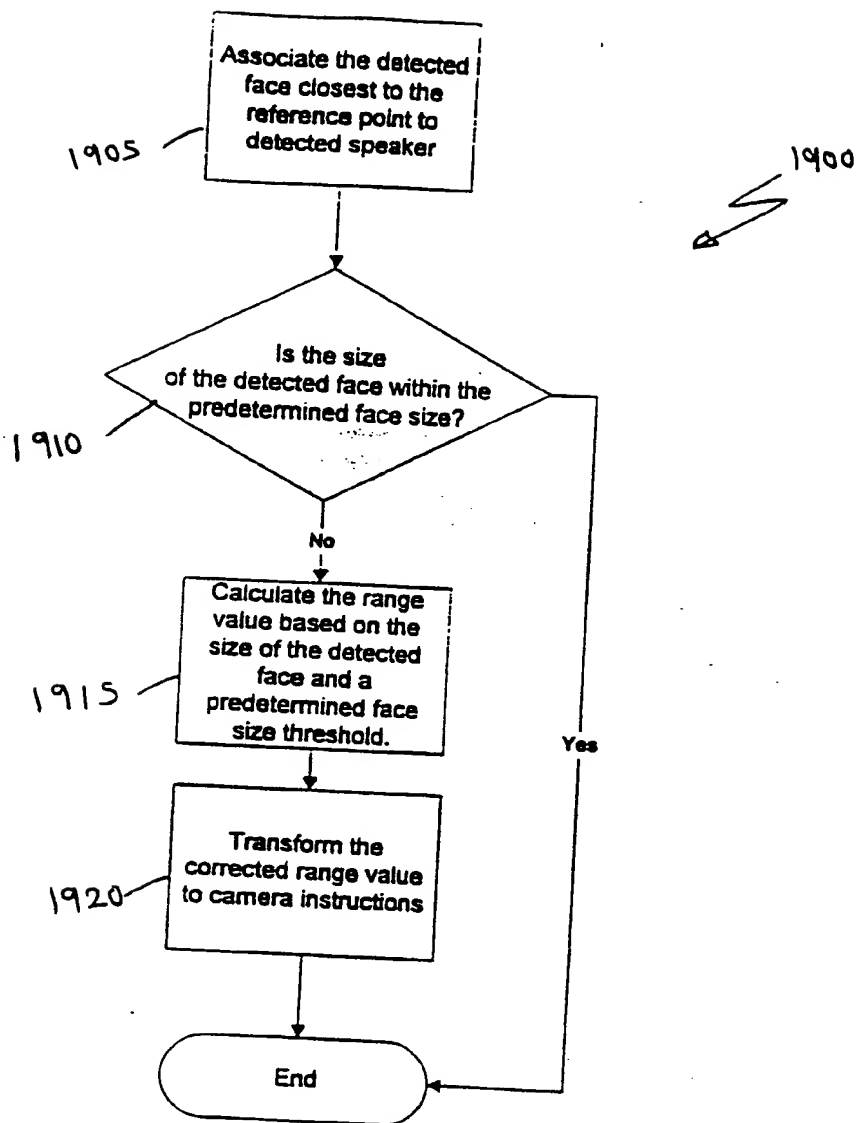 Associate the detected
face closest to the
reference point to
detected speaker
1905
1900
Is the size
of the detected face within the
predetermined face size?
1910
No
Calculate the range
value based on the
size of the detected
face and a
predetermined face
size threshold.
1915
Yes
Transform the
corrected range value
to camera instructions
1920
End